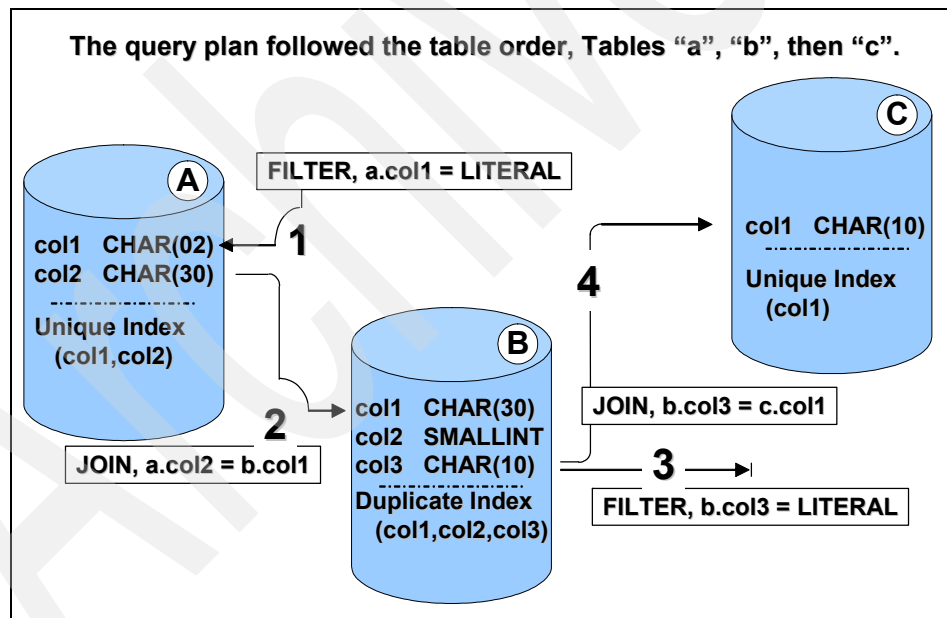 The query plan followed the table order, Tables “a”, “b”, then “c”.
A
FILTER, a.col1 = LITERAL
1
col1 CHAR(02)
col2 CHAR(30)
Unique Index
(col1,col2)
2
JOIN, a.col2 = b.col1
B
col1 CHAR(30)
col2 SMALLINT
col3 CHAR(10)
Duplicate Index
(col1,col2,col3)
3
FILTER, b.col3 = LITERAL
4
JOIN, b.col3 = c.col1
C
col1 CHAR(10)
Unique Index
(col1)
Archive